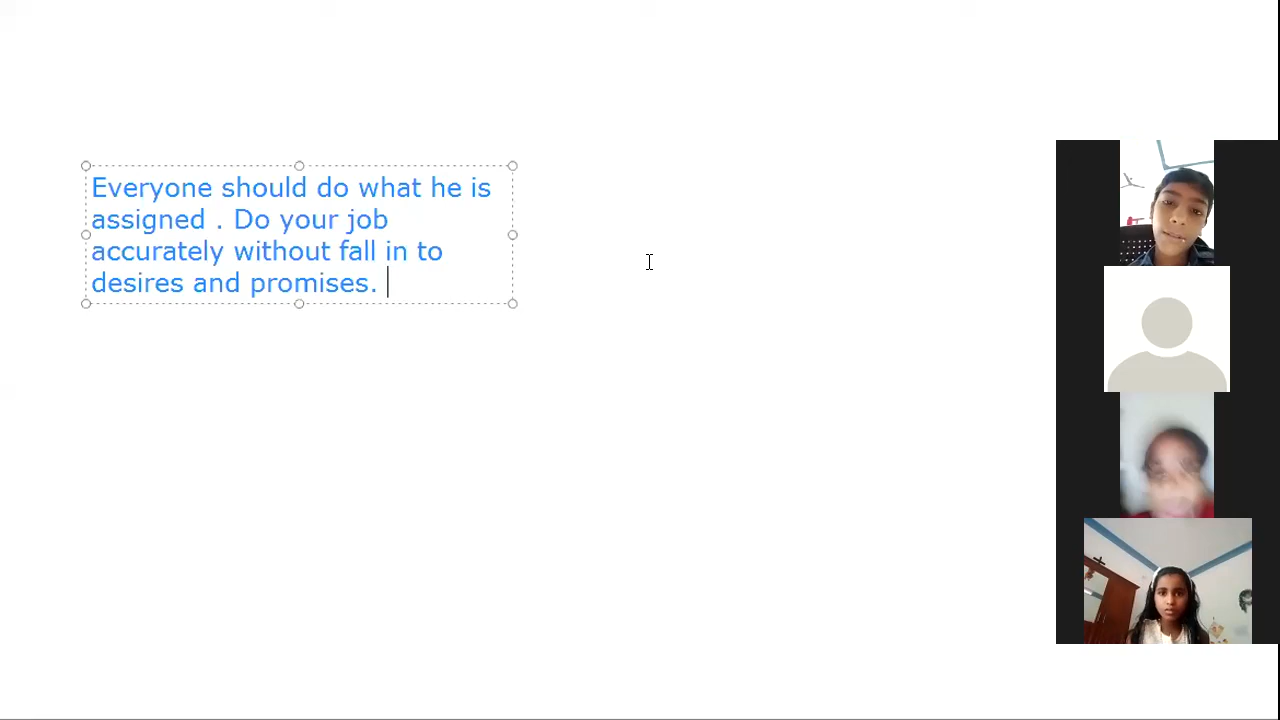 Everyone should do what he is
assigned . Do your job
accurately without fall in to
desires and promises.